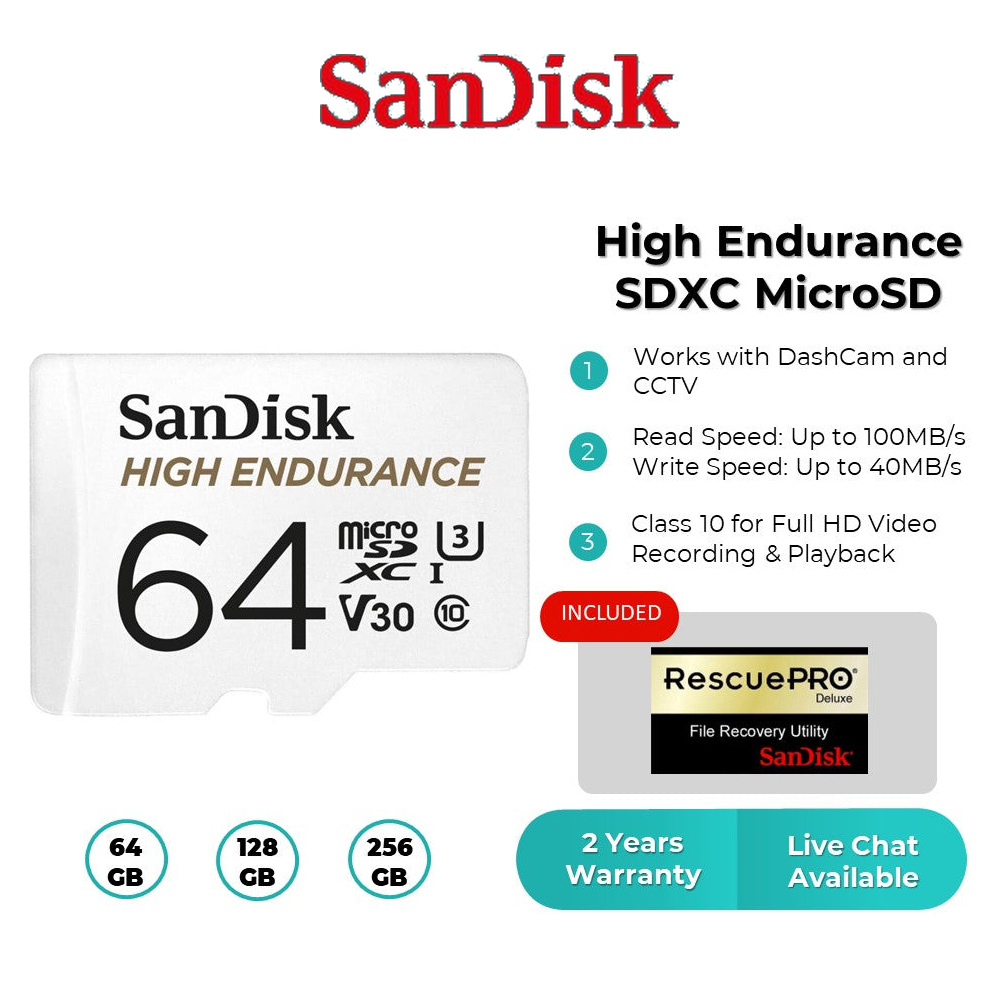 SanDisk
High Endurance
SDXC MicroSD
1
Works with DashCam and
CCTV
2
Read Speed: Up to 100MB/s
Write Speed: Up to 40MB/s
3
Class 10 for Full HD Video
Recording & Playback
SanDisk
HIGH ENDURANCE
64
micro
SD
XC I
U3
V30
10
INCLUDED
RescuePRO®
Deluxe
File Recovery Utility
SanDisk
64
GB
128
GB
256
GB
2 Years
Warranty
Live Chat
Available